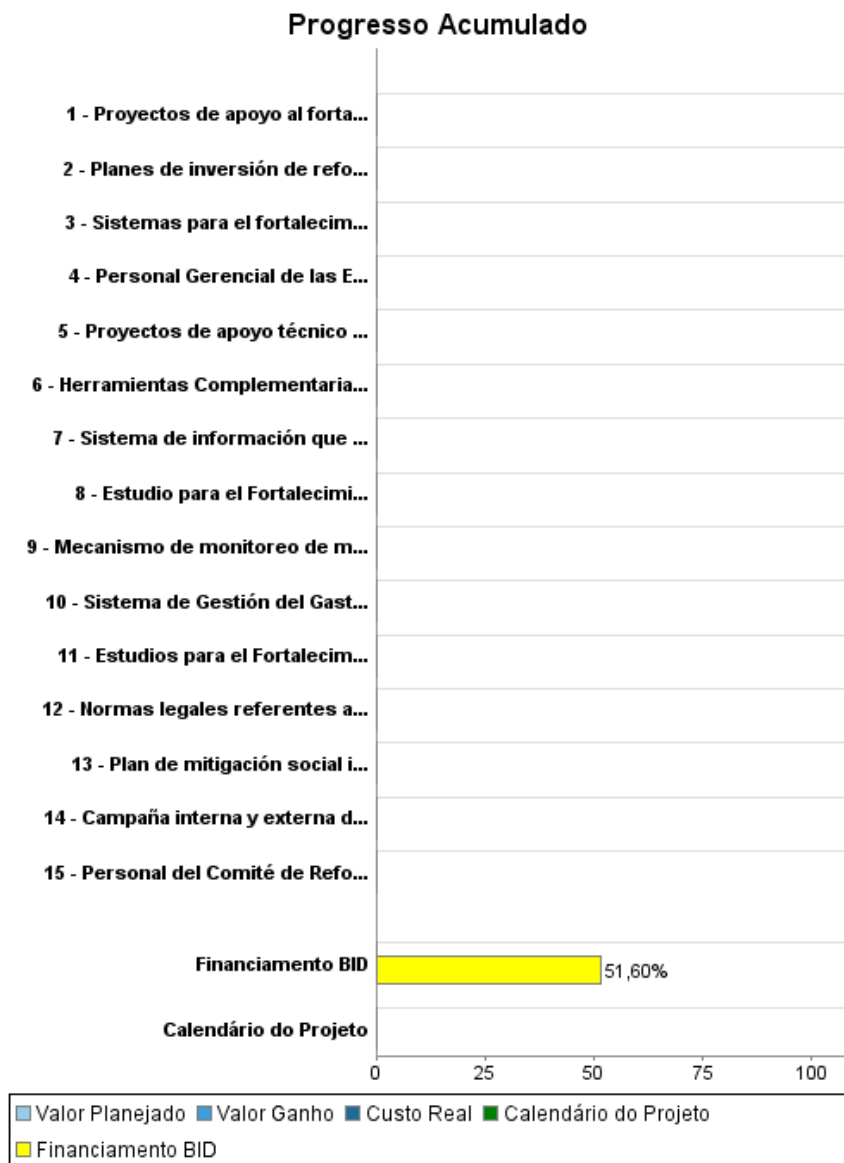 Progresso Acumulado
1 - Proyectos de apoyo al forta...
2 - Planes de inversión de refo...
3 - Sistemas para el fortalecim...
4 - Personal Gerencial de las E...
5 - Proyectos de apoyo técnico ...
6 - Herramientas Complementaria...
7 - Sistema de información que ...
8 - Estudio para el Fortalecimi...
9 - Mecanismo de monitoreo de m...
10 - Sistema de Gestión del Gast...
11 - Estudios para el Fortalecim...
12 - Normas legales referentes a...
13 - Plan de mitigación social i...
14 - Campaña interna y externa d...
15 - Personal del Comité de Refo...
Financiamento BID 51,60%
Calendário do Projeto
0 25 50 75 100
Valor Planejado Valor Ganho Custo Real Calendário do Projeto
Financiamento BID